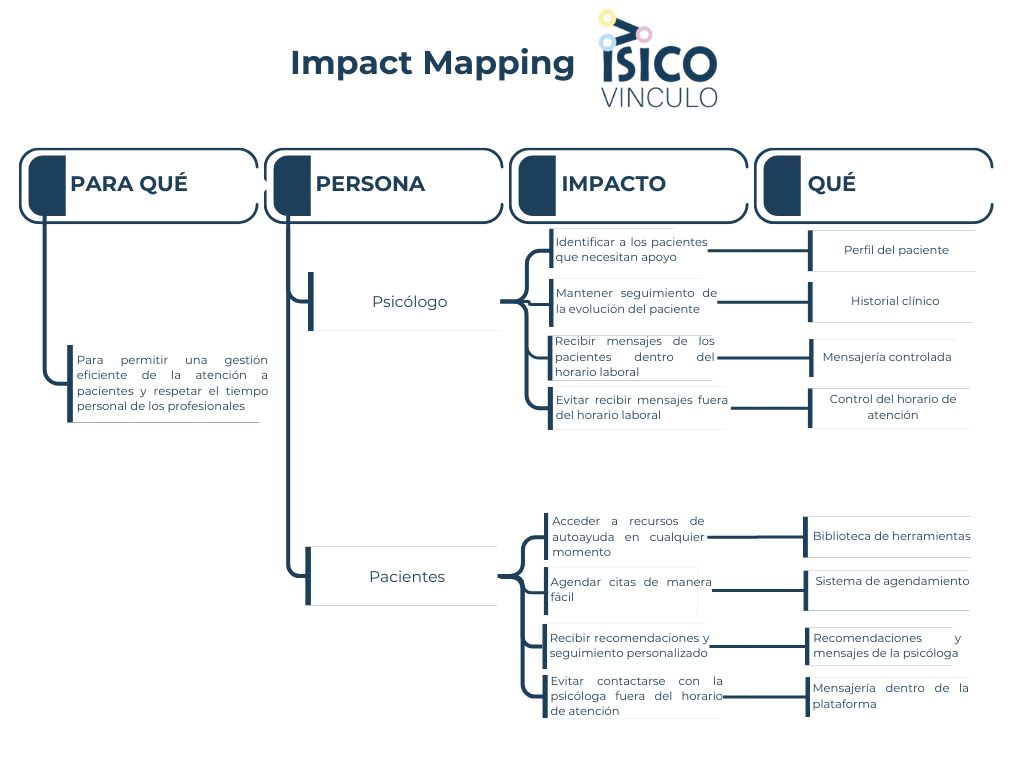 Impact Mapping
iSICO
VINCULO
PARA QUÉ
PERSONA
IMPACTO
QUÉ
Para permitir una gestión
eficiente de la atención a
pacientes y respetar el tiempo
personal de los profesionales
Psicólogo
Identificar a los pacientes
que necesitan apoyo
Perfil del paciente
Mantener seguimiento de
la evolución del paciente
Historial clínico
Recibir mensajes de los
pacientes dentro del
horario laboral
Mensajería controlada
Evitar recibir mensajes fuera
del horario laboral
Control del horario de
atención
Pacientes
Acceder a recursos de
autoayuda en cualquier
momento
Biblioteca de herramientas
Agendar citas de manera
fácil
Sistema de agendamiento
Recibir recomendaciones y
seguimiento personalizado
Recomendaciones y
mensajes de la psicóloga
Evitar contactarse con la
psicóloga fuera del horario
de atención
Mensajería dentro de la
plataforma